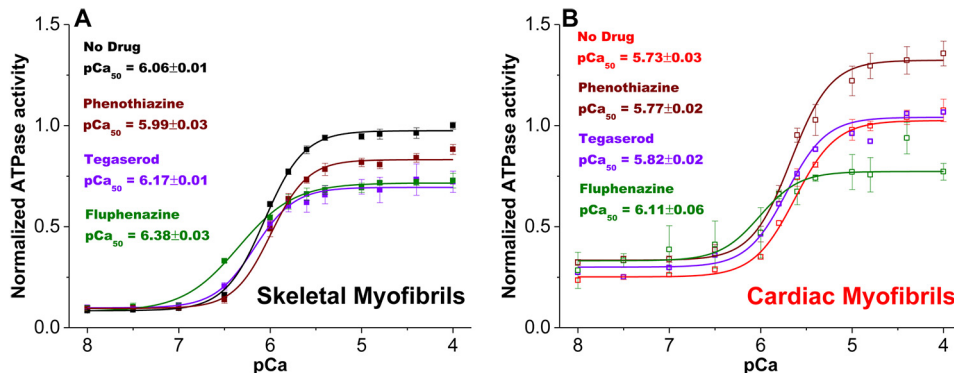 A
Normalized ATPase activity
1.5
1.0
0.5
0.0
No Drug
pCa50 = 6.06±0.01
Phenothiazine
pCa50 = 5.99±0.03
Tegaserod
pCa50 = 6.17±0.01
Fluphenazine
pCa50 = 6.38±0.03
Skeletal Myofibrils
8 7 6 5 4
pCa
B
Normalized ATPase activity
1.5
1.0
0.5
0.0
No Drug
pCa50 = 5.73±0.03
Phenothiazine
pCa50 = 5.77±0.02
Tegaserod
pCa50 = 5.82±0.02
Fluphenazine
pCa50 = 6.11±0.06
Cardiac Myofibrils
8 7 6 5 4
pCa